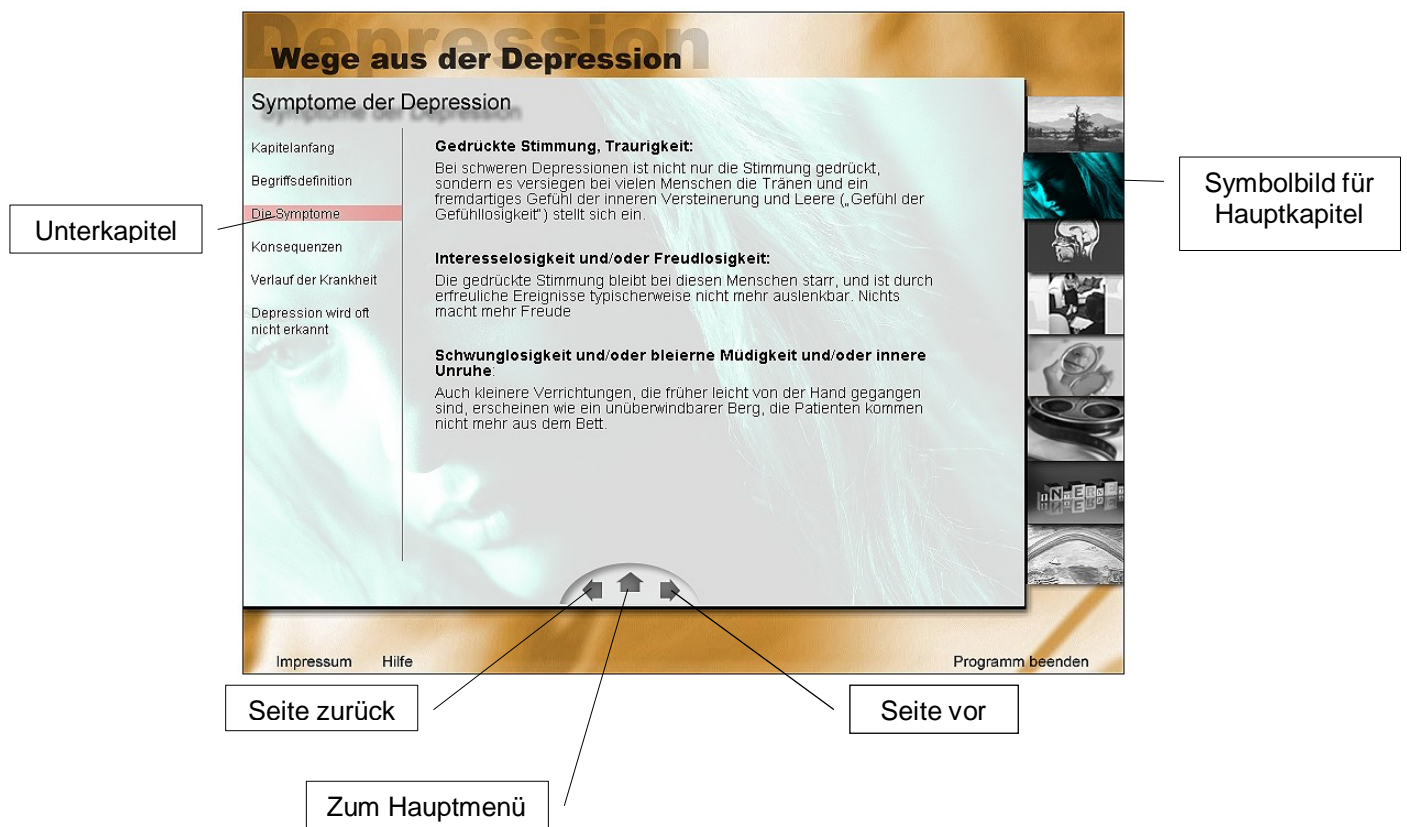 Depression
Wege aus der Depression
Symptome der Depression
Kapitelanfang
Begriffsdefinition
Die Symptome
Konsequenzen
Verlauf der Krankheit
Depression wird oft
nicht erkannt
Gedrückte Stimmung, Traurigkeit:
Bei schweren Depressionen ist nicht nur die Stimmung gedrückt,
sondern es versiegen bei vielen Menschen die Tränen und ein
fremdartiges Gefühl der inneren Versteinerung und Leere („Gefühl der
Gefühllosigkeit“) stellt sich ein.
Interesselosigkeit und/oder Freudlosigkeit:
Die gedrückte Stimmung bleibt bei diesen Menschen starr, und ist durch
erfreuliche Ereignisse typischerweise nicht mehr auslenkbar. Nichts
macht mehr Freude
Schwunglosigkeit und/oder bleierne Müdigkeit und/oder innere
Unruhe:
Auch kleinere Verrichtungen, die früher leicht von der Hand gegangen
sind, erscheinen wie ein unüberwindbarer Berg, die Patienten kommen
nicht mehr aus dem Bett.
INTERNET
Impressum
Hilfe
Programm beenden
Unterkapitel
Symbolbild für
Hauptkapitel
Seite zurück
Seite vor
Zum Hauptmenü